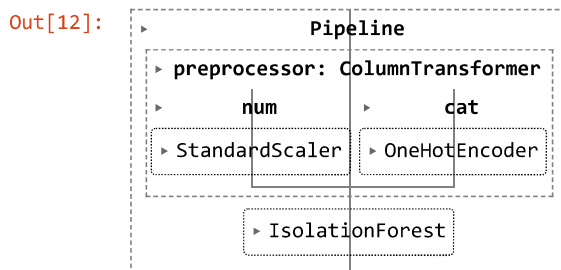 Out[12]:
Pipeline
preprocessor: ColumnTransformer
num cat
StandardScaler OneHotEncoder
IsolationForest